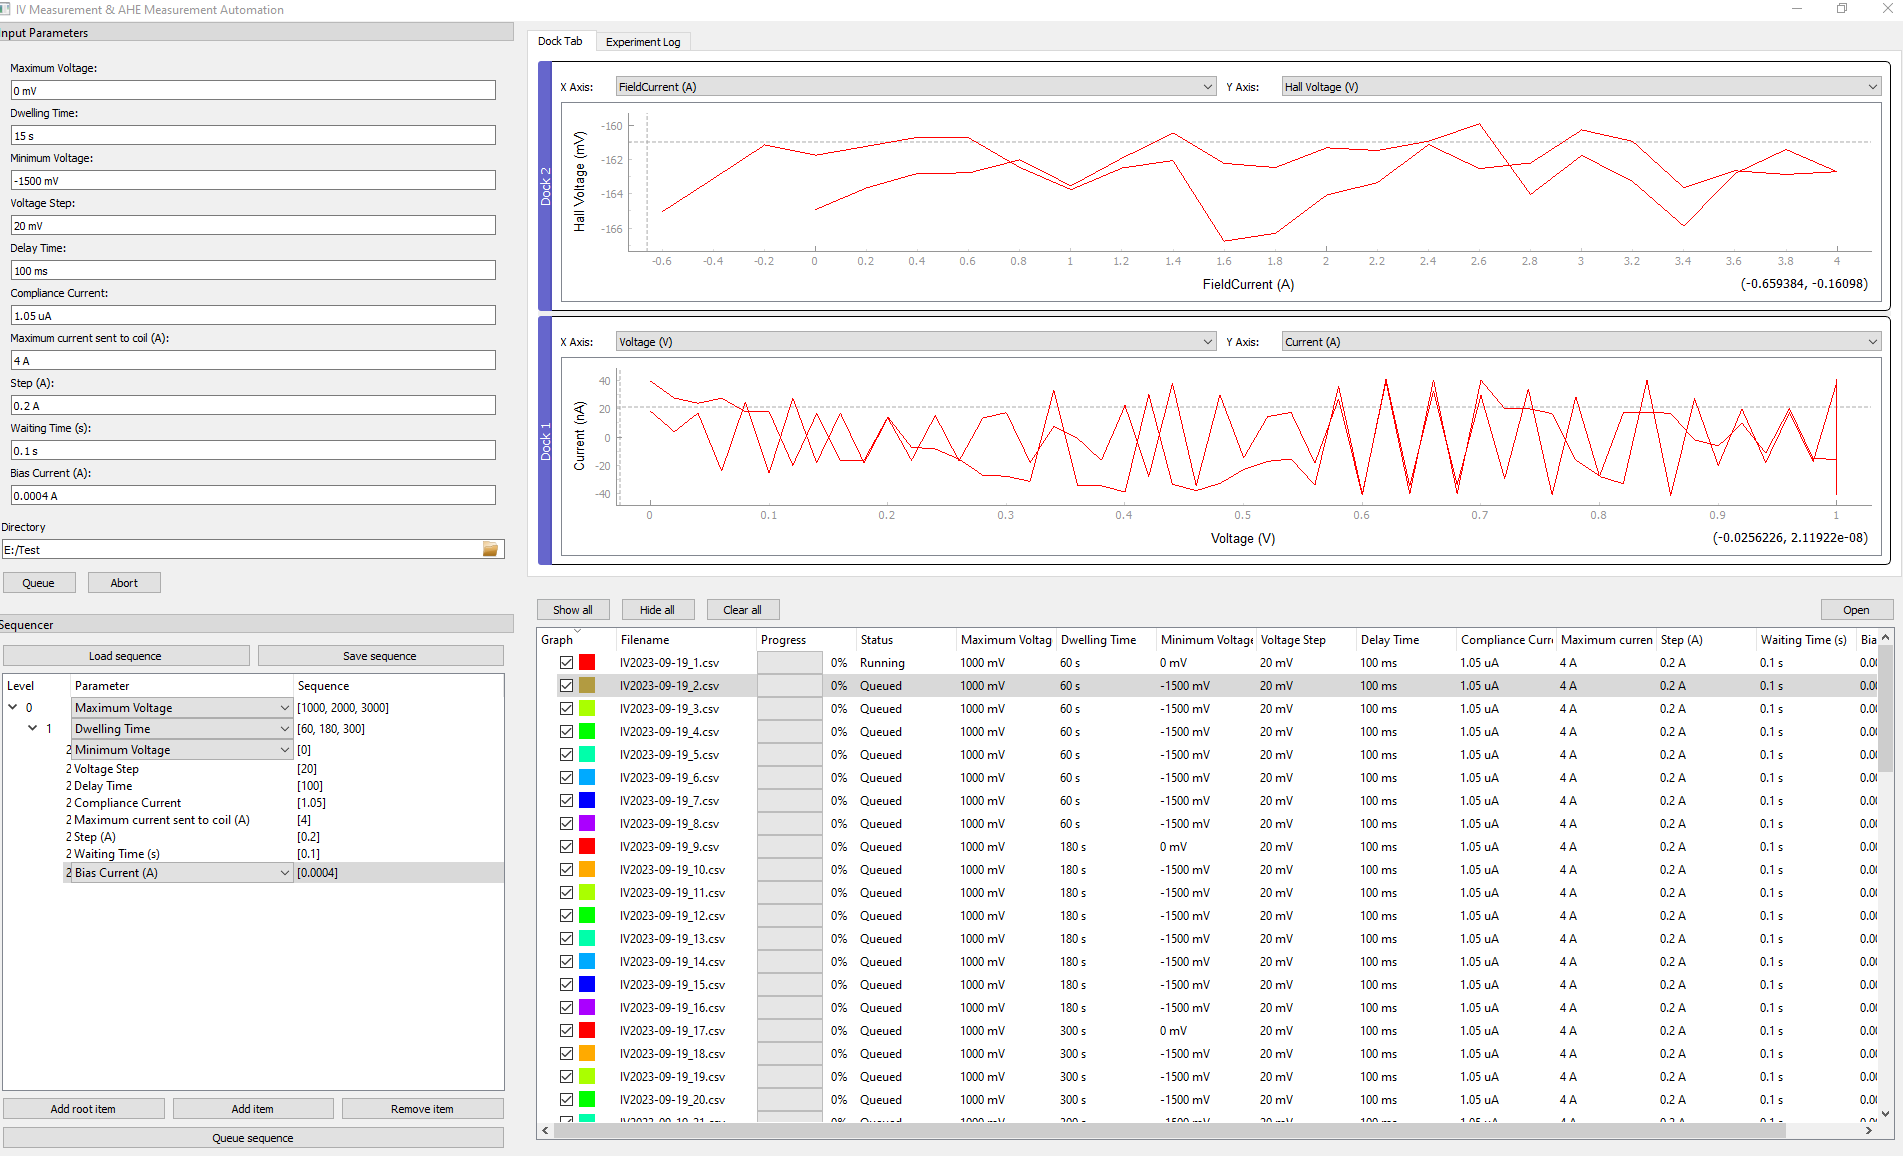 IV Measurement & AHE Measurement Automation
nput Parameters
Maximum Voltage:
0 mV
Dwelling Time:
15 s
Minimum Voltage:
-1500 mV
Voltage Step:
20 mV
Delay Time:
100 ms
Compliance Current:
1.05 uA
Maximum current sent to coil (A):
4 A
Step (A):
0.2 A
Waiting Time (s):
0.1 s
Bias Current (A):
0.0004 A
Directory
E:/Test
Queue Abort
Sequencer
Load sequence Save sequence
Level Parameter Sequence
0 Maximum Voltage [1000, 2000, 3000]
1 Dwelling Time [60, 180, 300]
2 Minimum Voltage [0]
2 Voltage Step [20]
2 Delay Time [100]
2 Compliance Current [1.05]
2 Maximum current sent to coil (A) [4]
2 Step (A) [0.2]
2 Waiting Time (s) [0.1]
2 Bias Current (A) [0.0004]
Add root item Add item Remove item
Queue sequence
Dock Tab Experiment Log
Dock 2
X Axis: FieldCurrent (A) Y Axis: Hall Voltage (V)
Hall Voltage (mV)
-160
-162
-164
-166
-0.6 -0.4 -0.2 0 0.2 0.4 0.6 0.8 1 1.2 1.4 1.6 1.8 2 2.2 2.4 2.6 2.8 3 3.2 3.4 3.6 3.8 4
FieldCurrent (A) (-0.659384, -0.16098)
Dock 1
X Axis: Voltage (V) Y Axis: Current (A)
Current (nA)
40
20
0
-20
-40
0 0.1 0.2 0.3 0.4 0.5 0.6 0.7 0.8 0.9 1
Voltage (V) (-0.0256226, 2.11922e-08)
Show all Hide all Clear all Open
Graph Filename Progress Status Maximum Voltag Dwelling Time Minimum Voltage Voltage Step Delay Time Compliance Curr Maximum curren Step (A) Waiting Time (s) Bia
IV2023-09-19_1.csv 0% Running 1000 mV 60 s 0 mV 20 mV 100 ms 1.05 uA 4 A 0.2 A 0.1 s 0.00
IV2023-09-19_2.csv 0% Queued 1000 mV 60 s -1500 mV 20 mV 100 ms 1.05 uA 4 A 0.2 A 0.1 s 0.00
IV2023-09-19_3.csv 0% Queued 1000 mV 60 s -1500 mV 20 mV 100 ms 1.05 uA 4 A 0.2 A 0.1 s 0.00
IV2023-09-19_4.csv 0% Queued 1000 mV 60 s -1500 mV 20 mV 100 ms 1.05 uA 4 A 0.2 A 0.1 s 0.00
IV2023-09-19_5.csv 0% Queued 1000 mV 60 s -1500 mV 20 mV 100 ms 1.05 uA 4 A 0.2 A 0.1 s 0.00
IV2023-09-19_6.csv 0% Queued 1000 mV 60 s -1500 mV 20 mV 100 ms 1.05 uA 4 A 0.2 A 0.1 s 0.00
IV2023-09-19_7.csv 0% Queued 1000 mV 60 s -1500 mV 20 mV 100 ms 1.05 uA 4 A 0.2 A 0.1 s 0.00
IV2023-09-19_8.csv 0% Queued 1000 mV 60 s -1500 mV 20 mV 100 ms 1.05 uA 4 A 0.2 A 0.1 s 0.00
IV2023-09-19_9.csv 0% Queued 1000 mV 180 s 0 mV 20 mV 100 ms 1.05 uA 4 A 0.2 A 0.1 s 0.00
IV2023-09-19_10.csv 0% Queued 1000 mV 180 s -1500 mV 20 mV 100 ms 1.05 uA 4 A 0.2 A 0.1 s 0.00
IV2023-09-19_11.csv 0% Queued 1000 mV 180 s -1500 mV 20 mV 100 ms 1.05 uA 4 A 0.2 A 0.1 s 0.00
IV2023-09-19_12.csv 0% Queued 1000 mV 180 s -1500 mV 20 mV 100 ms 1.05 uA 4 A 0.2 A 0.1 s 0.00
IV2023-09-19_13.csv 0% Queued 1000 mV 180 s -1500 mV 20 mV 100 ms 1.05 uA 4 A 0.2 A 0.1 s 0.00
IV2023-09-19_14.csv 0% Queued 1000 mV 180 s -1500 mV 20 mV 100 ms 1.05 uA 4 A 0.2 A 0.1 s 0.00
IV2023-09-19_15.csv 0% Queued 1000 mV 180 s -1500 mV 20 mV 100 ms 1.05 uA 4 A 0.2 A 0.1 s 0.00
IV2023-09-19_16.csv 0% Queued 1000 mV 180 s -1500 mV 20 mV 100 ms 1.05 uA 4 A 0.2 A 0.1 s 0.00
IV2023-09-19_17.csv 0% Queued 1000 mV 300 s 0 mV 20 mV 100 ms 1.05 uA 4 A 0.2 A 0.1 s 0.00
IV2023-09-19_18.csv 0% Queued 1000 mV 300 s -1500 mV 20 mV 100 ms 1.05 uA 4 A 0.2 A 0.1 s 0.00
IV2023-09-19_19.csv 0% Queued 1000 mV 300 s -1500 mV 20 mV 100 ms 1.05 uA 4 A 0.2 A 0.1 s 0.00
IV2023-09-19_20.csv 0% Queued 1000 mV 300 s -1500 mV 20 mV 100 ms 1.05 uA 4 A 0.2 A 0.1 s 0.00